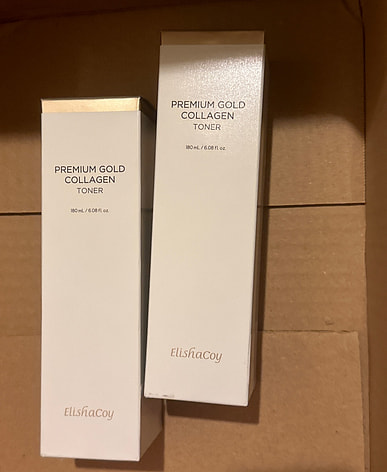 PREMIUM GOLD
COLLAGEN
TONER
180 mL / 6.08 fl. oz.
ElishaCoy
PREMIUM GOLD
COLLAGEN
TONER
180 mL / 6.08 fl. oz.
ElishaCoy